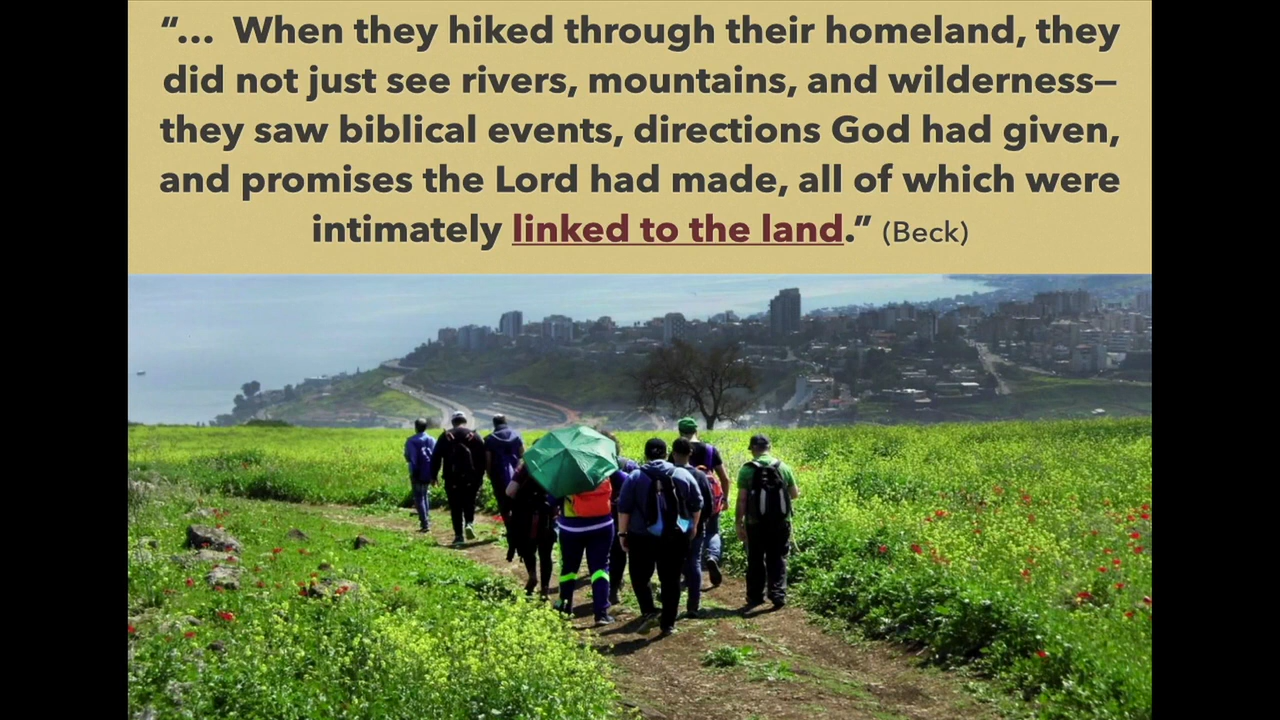 “… When they hiked through their homeland, they
did not just see rivers, mountains, and wilderness—
they saw biblical events, directions God had given,
and promises the Lord had made, all of which were
intimately linked to the land.” (Beck)